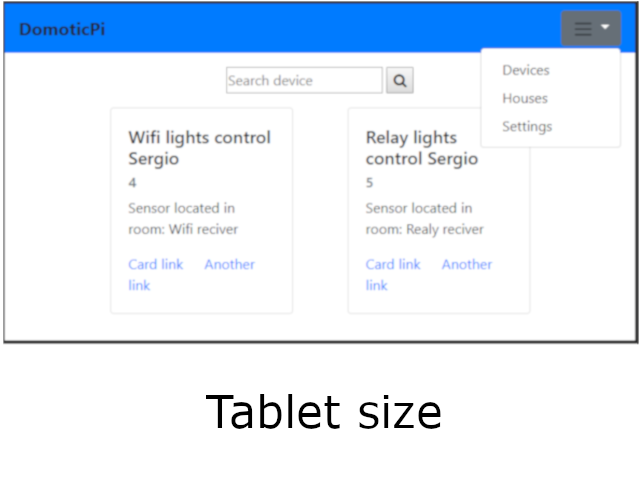 DomoticPi
Devices
Houses
Settings
Search device
Wifi lights control
Sergio
4
Sensor located in
room: Wifi reciver
Card link Another
link
Relay lights
control Sergio
5
Sensor located in
room: Realy reciver
Card link Another
link
Tablet size